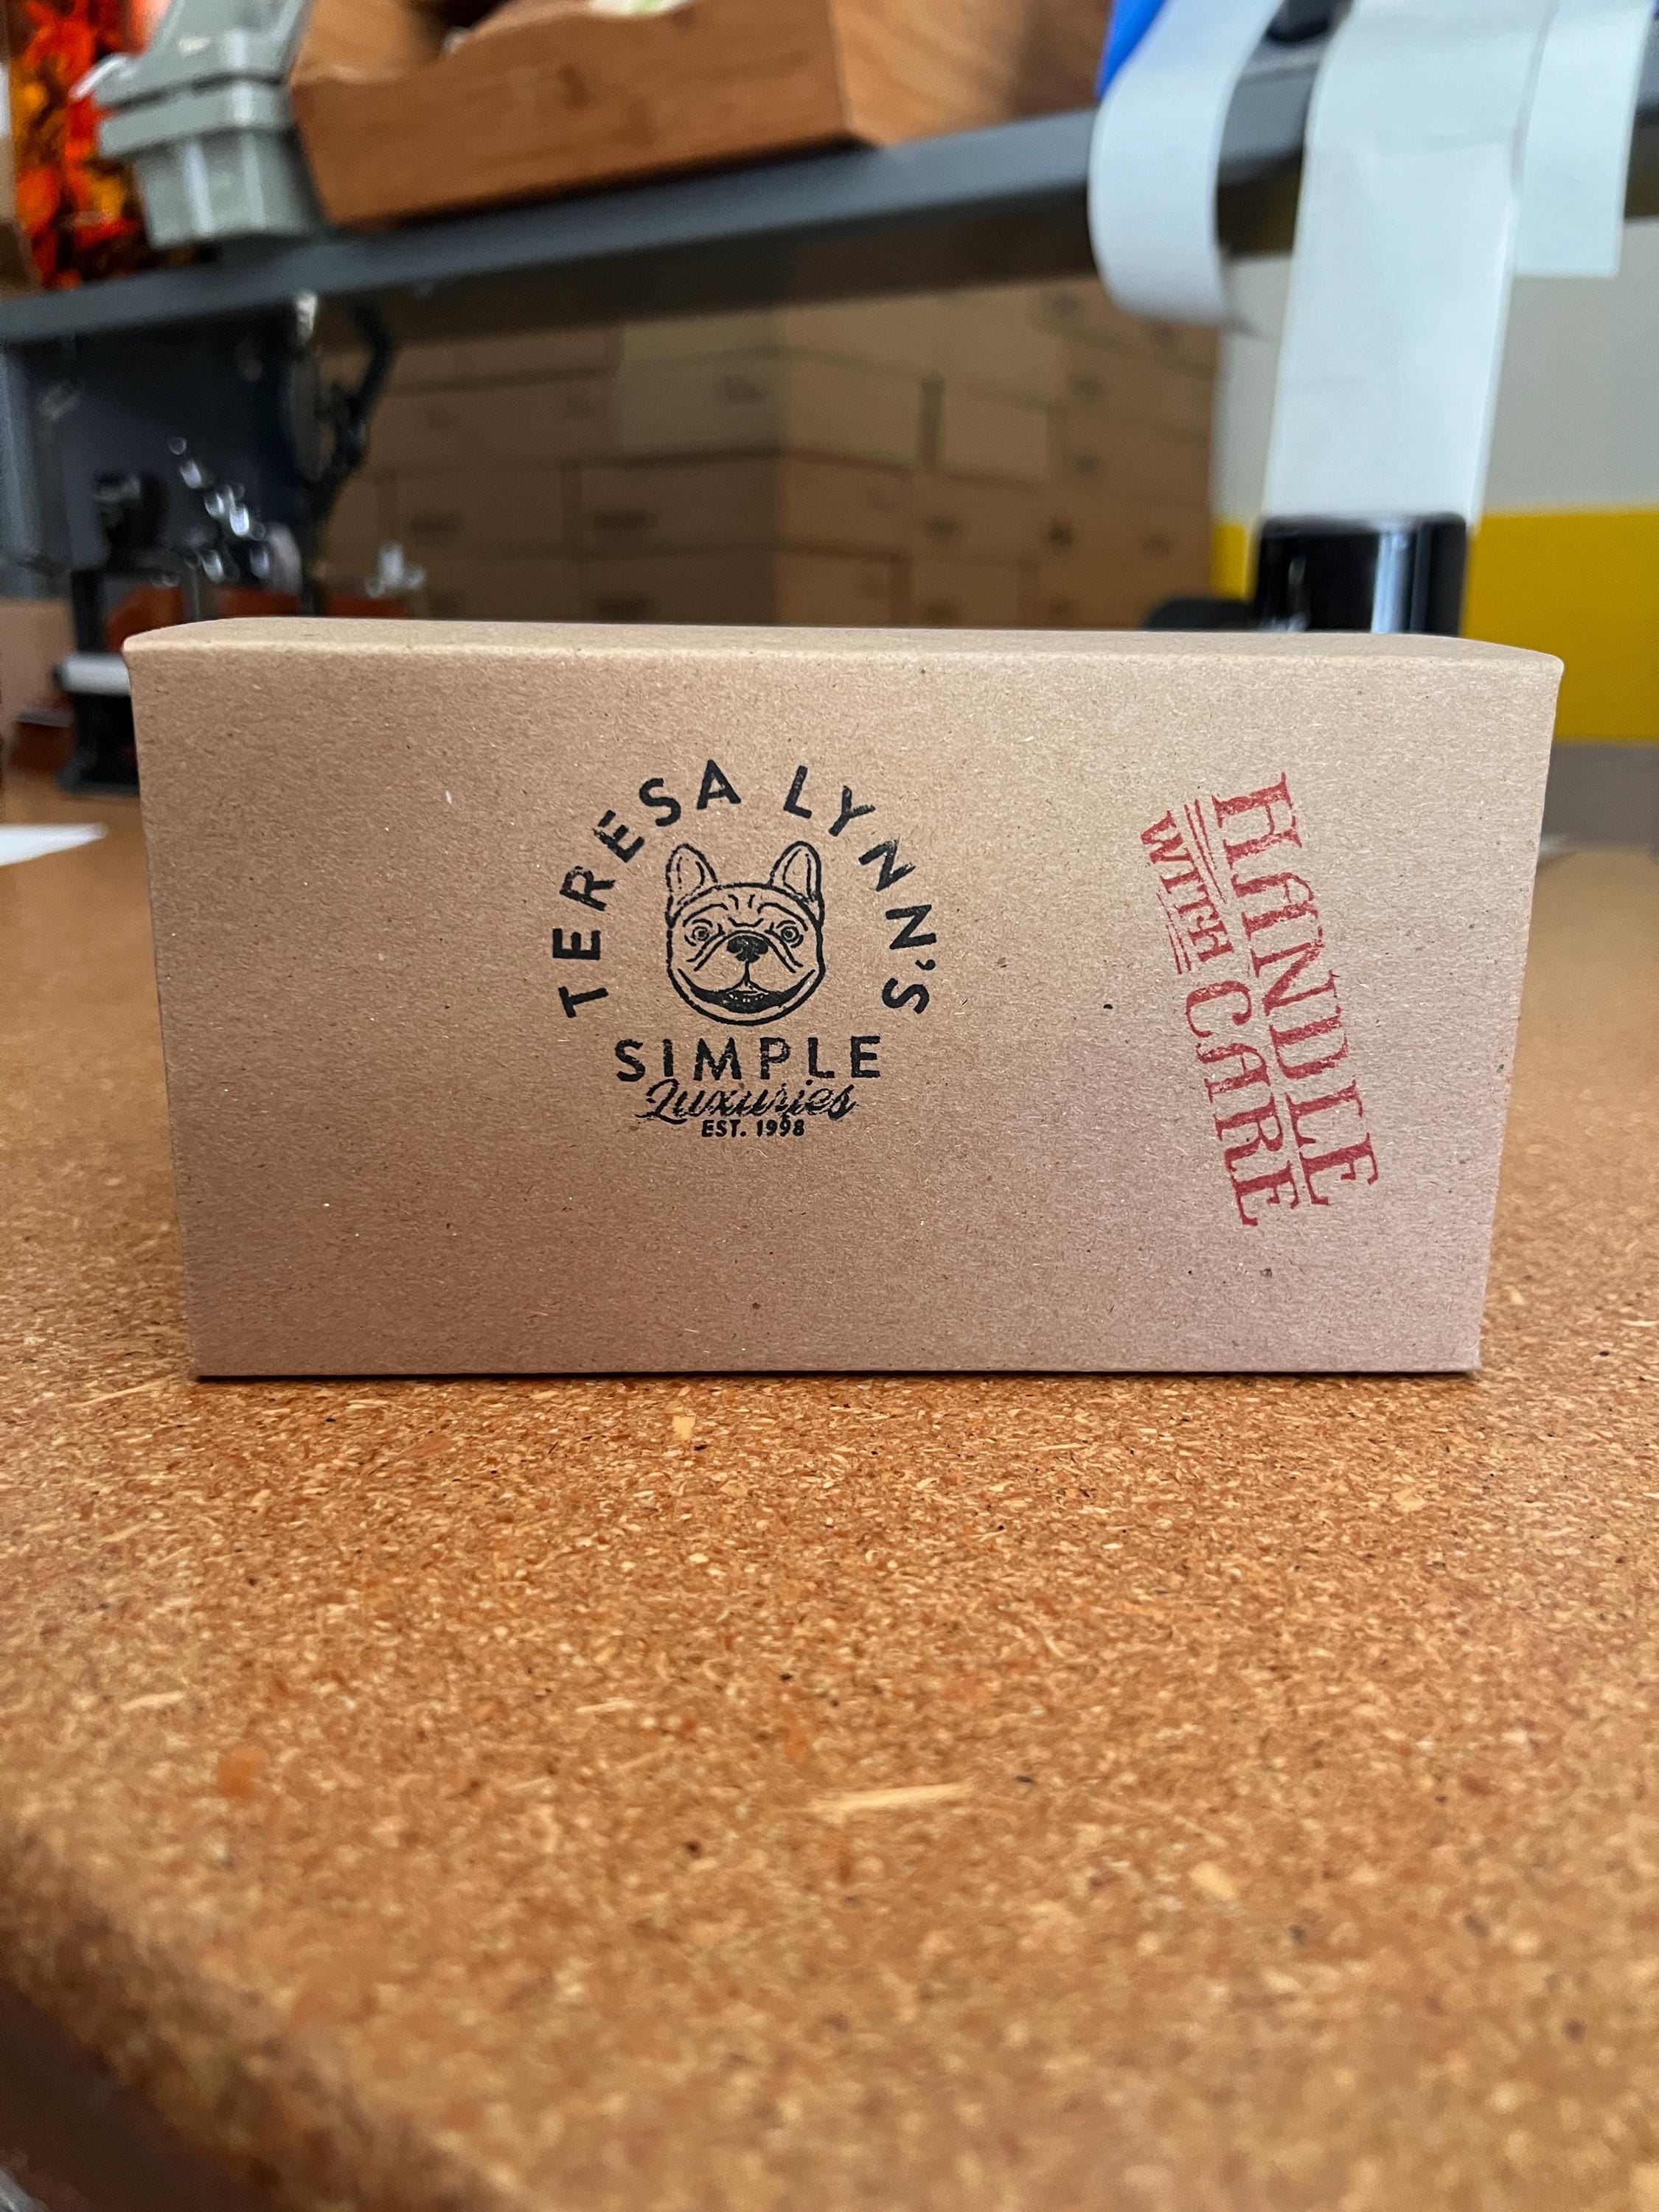 TERESA LYNN'S
SIMPLE
Luxuries
EST. 1998
HANDLE
WITH CARE